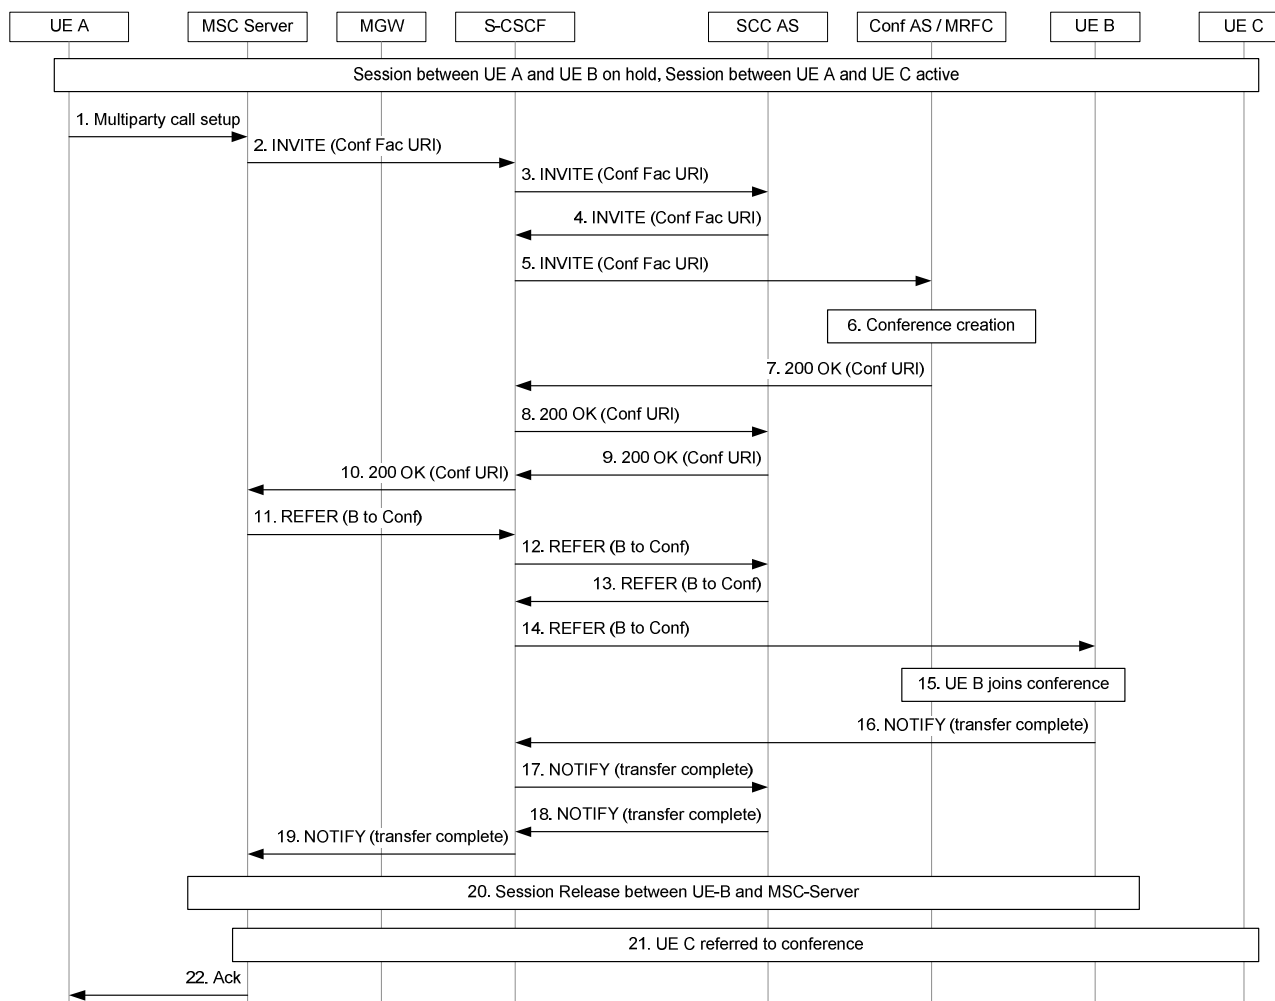 UE A
MSC Server
MGW
S-CSCF
SCC AS
Conf AS / MRFC
UE B
UE C
Session between UE A and UE B on hold, Session between UE A and UE C active
1. Multiparty call setup
2. INVITE (Conf Fac URI)
3. INVITE (Conf Fac URI)
4. INVITE (Conf Fac URI)
5. INVITE (Conf Fac URI)
6. Conference creation
7. 200 OK (Conf URI)
8. 200 OK (Conf URI)
9. 200 OK (Conf URI)
10. 200 OK (Conf URI)
11. REFER (B to Conf)
12. REFER (B to Conf)
13. REFER (B to Conf)
14. REFER (B to Conf)
15. UE B joins conference
16. NOTIFY (transfer complete)
17. NOTIFY (transfer complete)
18. NOTIFY (transfer complete)
19. NOTIFY (transfer complete)
20. Session Release between UE-B and MSC-Server
21. UE C referred to conference
22. Ack